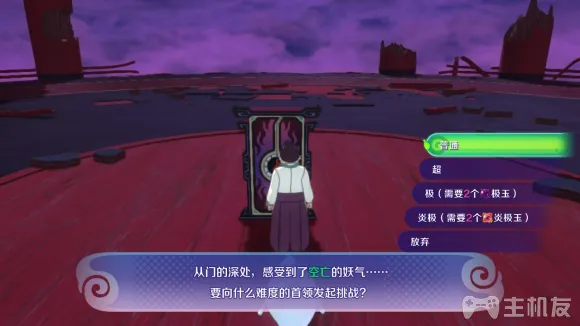 普通
超
极（需要2个极玉）
炎极（需要2个炎极玉）
放弃
从门的深处，感受到了空亡的妖气……
要向什么难度的首领发起挑战？
主机友